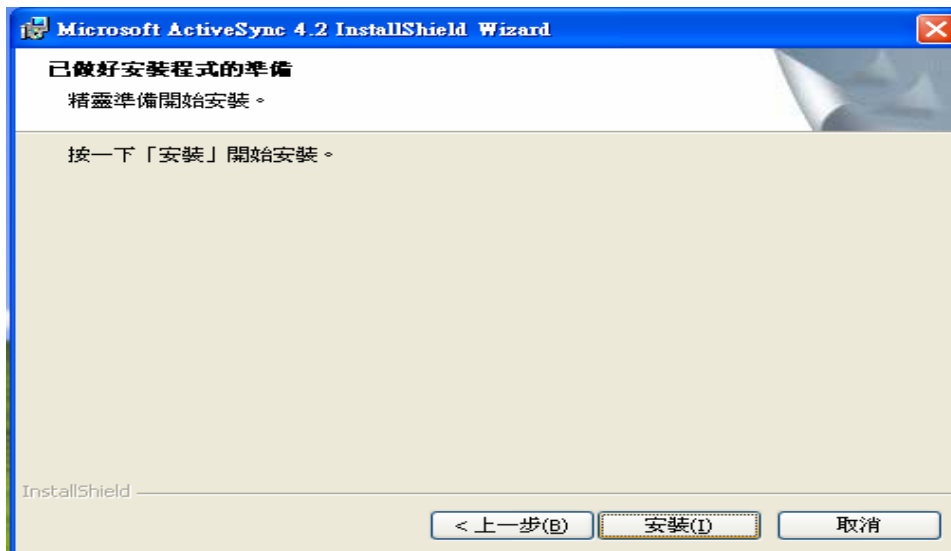 Microsoft ActiveSync 4.2 InstallShield Wizard
已做好安裝程式的準備
精靈準備開始安裝。
按一下「安裝」開始安裝。
InstallShield
< 上一步(B)
安裝(I)
取消